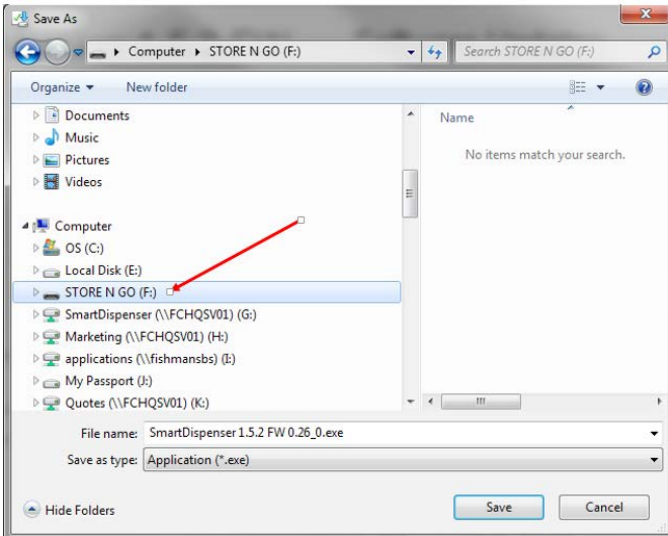 Save As
Computer ▸ STORE N GO (F:)
Search STORE N GO (F:)
Organize
New folder
Documents
Music
Pictures
Videos
Computer
OS (C:)
Local Disk (E:)
STORE N GO (F:)
SmartDispenser (\\FCHQSV01) (G:)
Marketing (\\FCHQSV01) (H:)
applications (\\fishmansbs) (I:)
My Passport (J:)
Quotes (\\FCHQSV01) (K:)
Name
No items match your search.
File name: SmartDispenser 1.5.2 FW 0.26_0.exe
Save as type: Application (*.exe)
Hide Folders
Save
Cancel